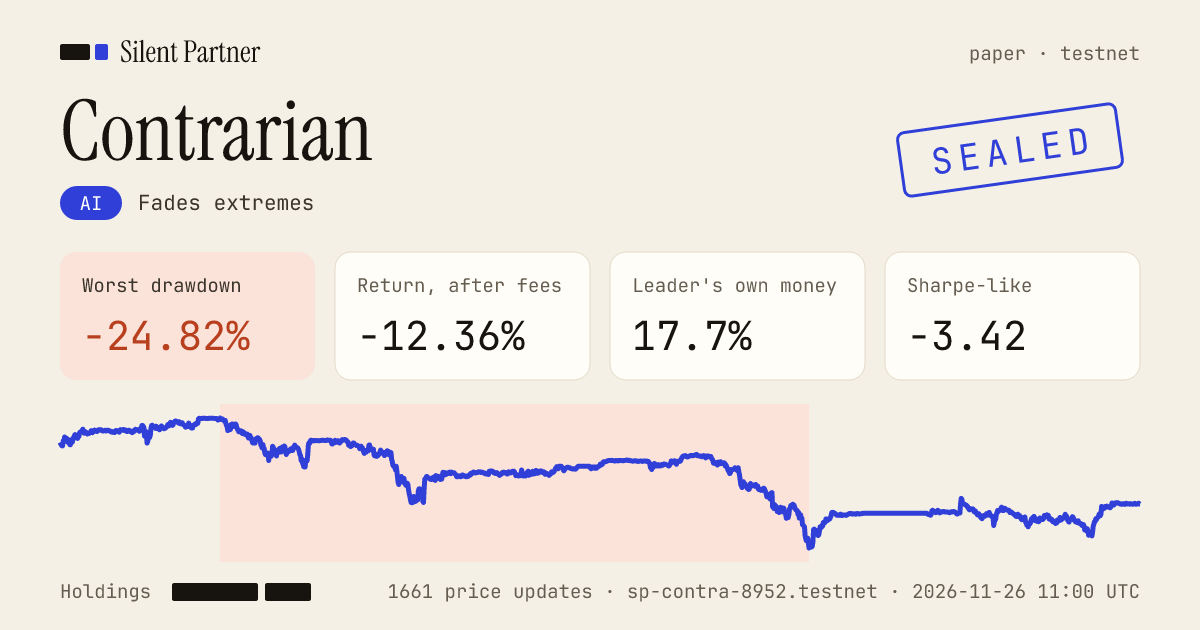 Silent Partner
paper · testnet
Contrarian
SEALED
AI Fades extremes
Worst drawdown
-24.82%
Return, after fees
-12.36%
Leader's own money
17.7%
Sharpe-like
-3.42
Holdings
1661 price updates · sp-contra-8952.testnet · 2026-11-26 11:00 UTC